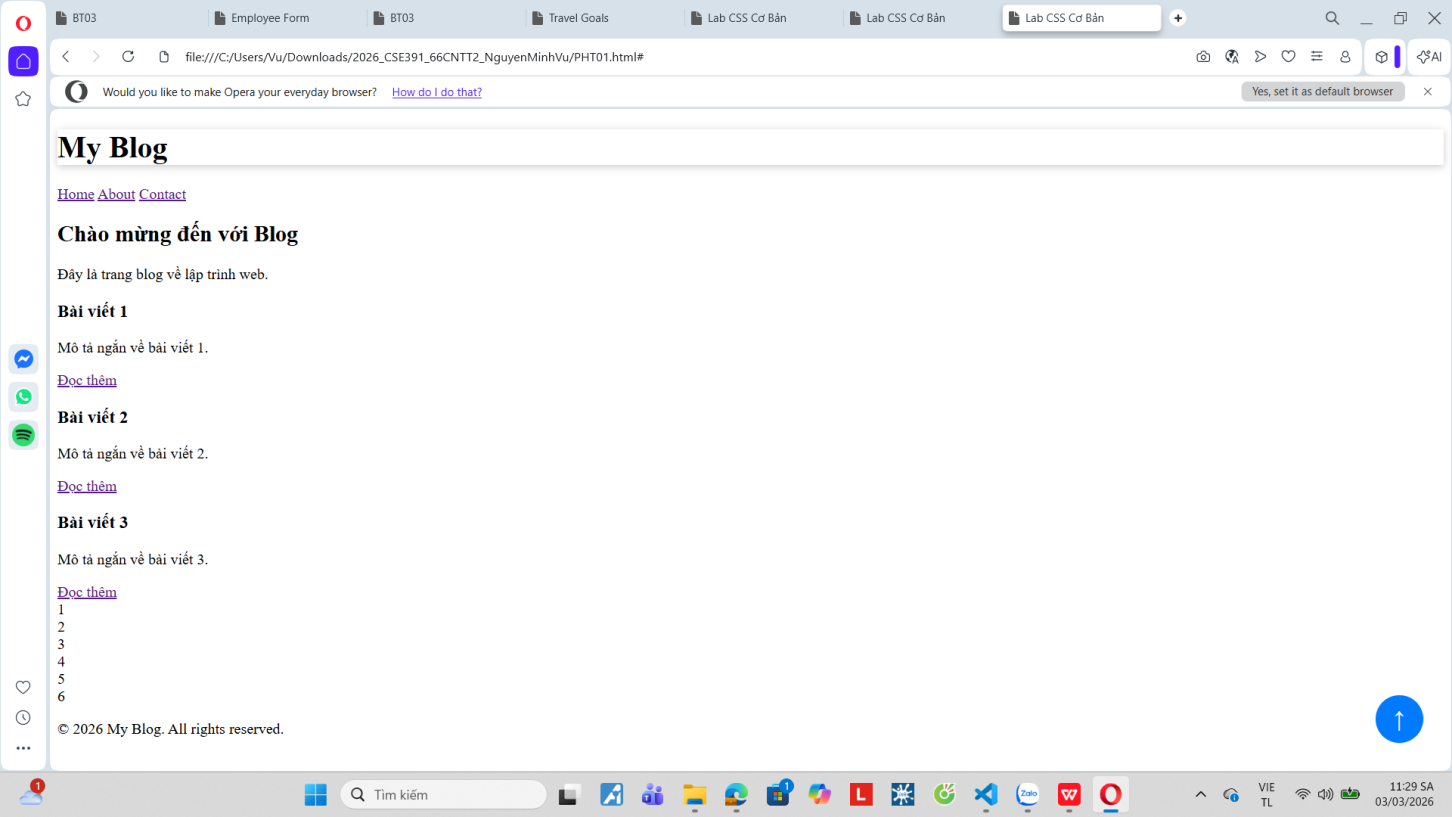 BT03
Employee Form
BT03
Travel Goals
Lab CSS Cơ Bản
Lab CSS Cơ Bản
Lab CSS Cơ Bản
file:///C:/Users/Vu/Downloads/2026_CSE391_66CNTT2_NguyenMinhVu/PHT01.html#
AI
Would you like to make Opera your everyday browser? How do I do that?
Yes, set it as default browser
My Blog
Home About Contact
Chào mừng đến với Blog
Đây là trang blog về lập trình web.
Bài viết 1
Mô tả ngắn về bài viết 1.
Đọc thêm
Bài viết 2
Mô tả ngắn về bài viết 2.
Đọc thêm
Bài viết 3
Mô tả ngắn về bài viết 3.
Đọc thêm
1
2
3
4
5
6
© 2026 My Blog. All rights reserved.
↑
1
Tìm kiếm
1
L
Zalo
W
VIE
TL
11:29 SA
03/03/2026